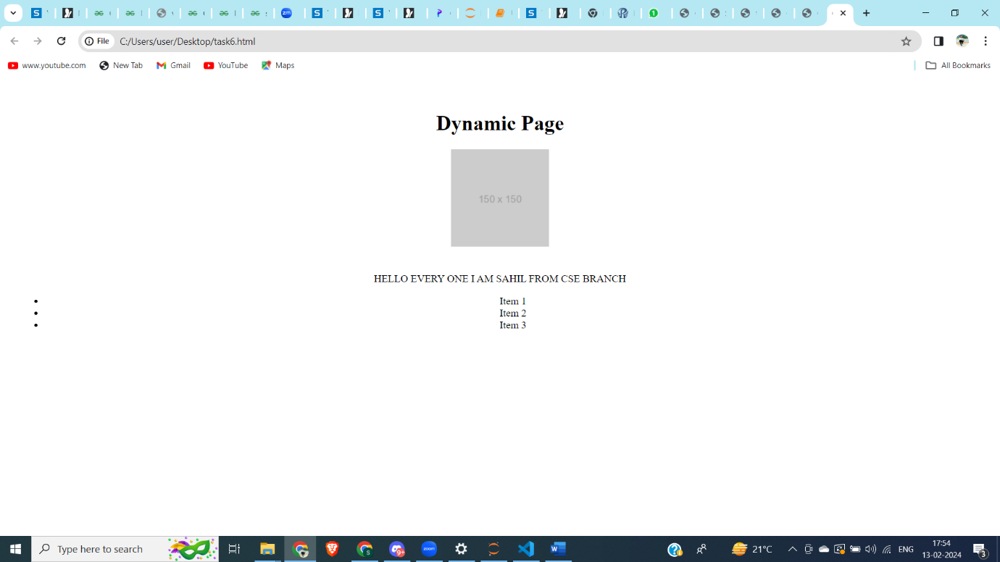 File C:/Users/user/Desktop/task6.html
www.youtube.com New Tab Gmail YouTube Maps All Bookmarks
Dynamic Page
150 x 150
HELLO EVERY ONE I AM SAHIL FROM CSE BRANCH
• Item 1
• Item 2
• Item 3
Type here to search 21°C ENG 17:54
13-02-2024 3